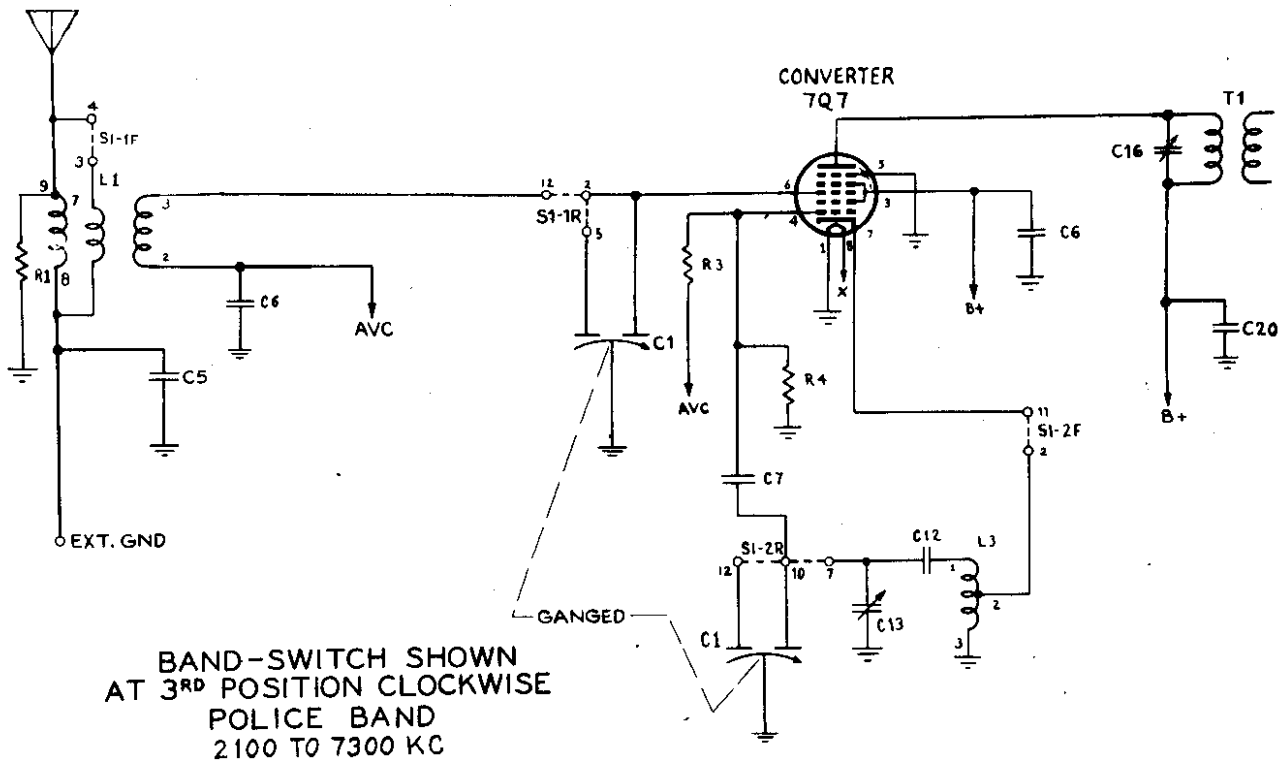 CONVERTER
7Q7
T1
4
S1-1F
3
L1
9
7
8
R1
3
2
C6
AVC
C5
EXT. GND
12
2
S1-1R
5
C1
6
4
5
3
1
8
7
X
R3
AVC
R4
B+
C6
C16
C20
B+
11
S1-2F
2
C7
S1-2R
12
10
7
C12
L3
1
2
3
C13
C1
GANGED
BAND-SWITCH SHOWN
AT 3RD POSITION CLOCKWISE
POLICE BAND
2100 TO 7300 KC